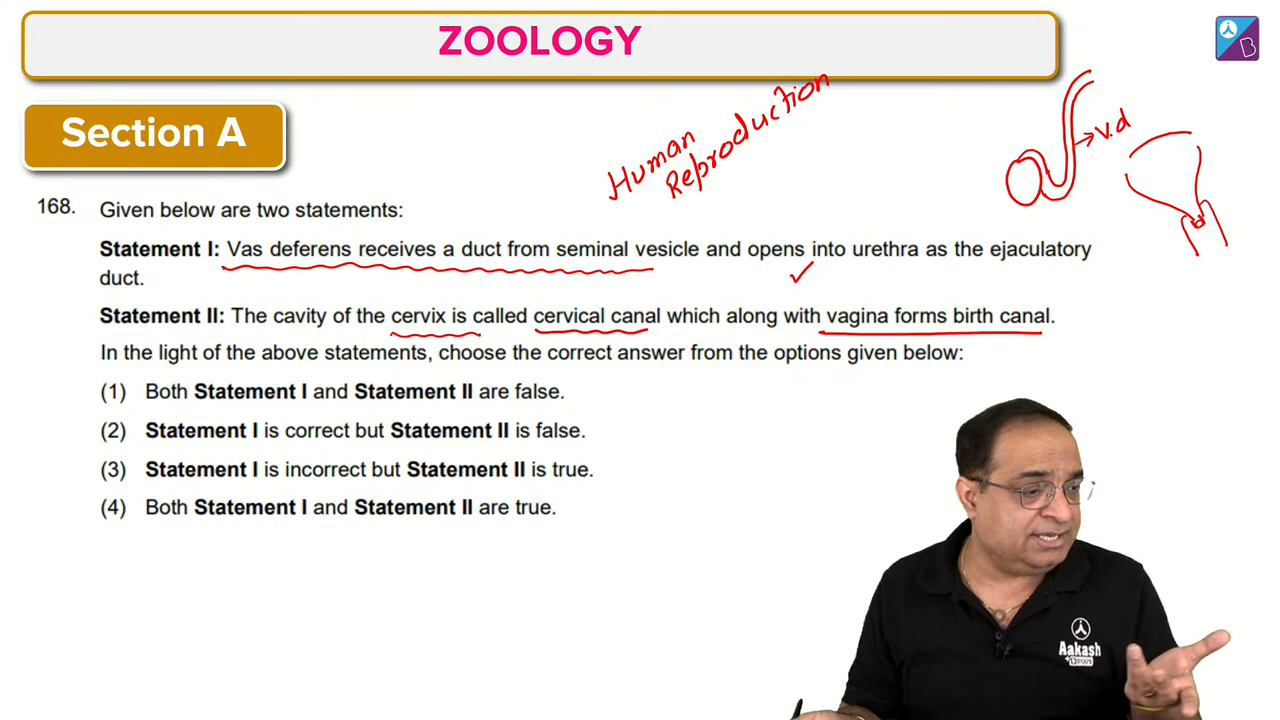 ZOOLOGY
Section A
Human
Reproduction
v.d
168. Given below are two statements:
Statement I: Vas deferens receives a duct from seminal vesicle and opens into urethra as the ejaculatory
duct.
Statement II: The cavity of the cervix is called cervical canal which along with vagina forms birth canal.
In the light of the above statements, choose the correct answer from the options given below:
(1) Both Statement I and Statement II are false.
(2) Statement I is correct but Statement II is false.
(3) Statement I is incorrect but Statement II is true.
(4) Both Statement I and Statement II are true.
Aakash